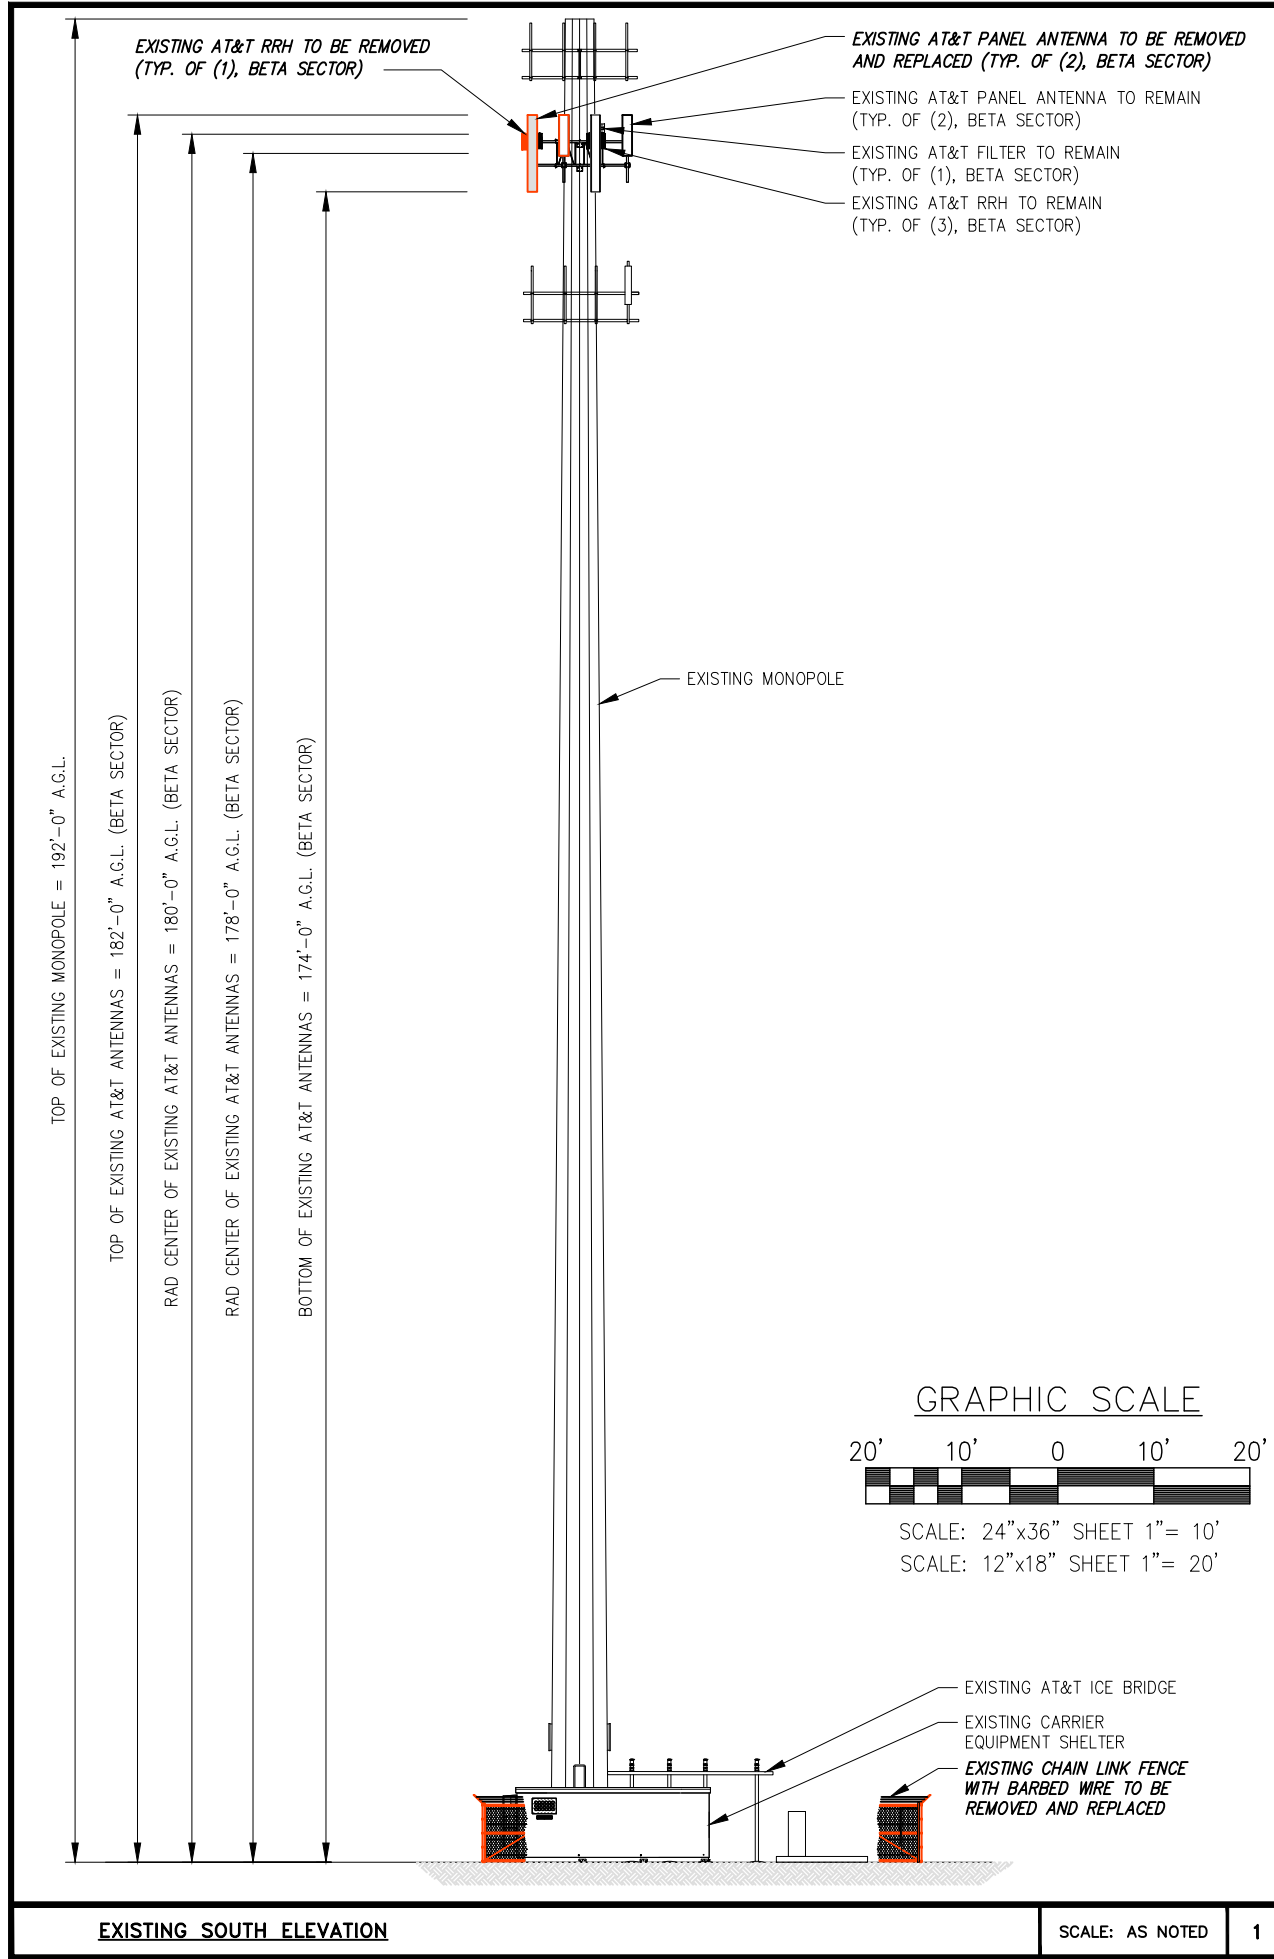 EXISTING AT&T RRH TO BE REMOVED
(TYP. OF (1), BETA SECTOR)
EXISTING AT&T PANEL ANTENNA TO BE REMOVED
AND REPLACED (TYP. OF (2), BETA SECTOR)
EXISTING AT&T PANEL ANTENNA TO REMAIN
(TYP. OF (2), BETA SECTOR)
EXISTING AT&T FILTER TO REMAIN
(TYP. OF (1), BETA SECTOR)
EXISTING AT&T RRH TO REMAIN
(TYP. OF (3), BETA SECTOR)
EXISTING MONOPOLE
TOP OF EXISTING MONOPOLE = 192'-0" A.G.L.
TOP OF EXISTING AT&T ANTENNAS = 182'-0" A.G.L. (BETA SECTOR)
RAD CENTER OF EXISTING AT&T ANTENNAS = 180'-0" A.G.L. (BETA SECTOR)
RAD CENTER OF EXISTING AT&T ANTENNAS = 178'-0" A.G.L. (BETA SECTOR)
BOTTOM OF EXISTING AT&T ANTENNAS = 174'-0" A.G.L. (BETA SECTOR)
GRAPHIC SCALE
20' 10' 0 10' 20'
SCALE: 24"x36" SHEET 1"= 10'
SCALE: 12"x18" SHEET 1"= 20'
EXISTING AT&T ICE BRIDGE
EXISTING CARRIER
EQUIPMENT SHELTER
EXISTING CHAIN LINK FENCE
WITH BARBED WIRE TO BE
REMOVED AND REPLACED
EXISTING SOUTH ELEVATION
SCALE: AS NOTED
1